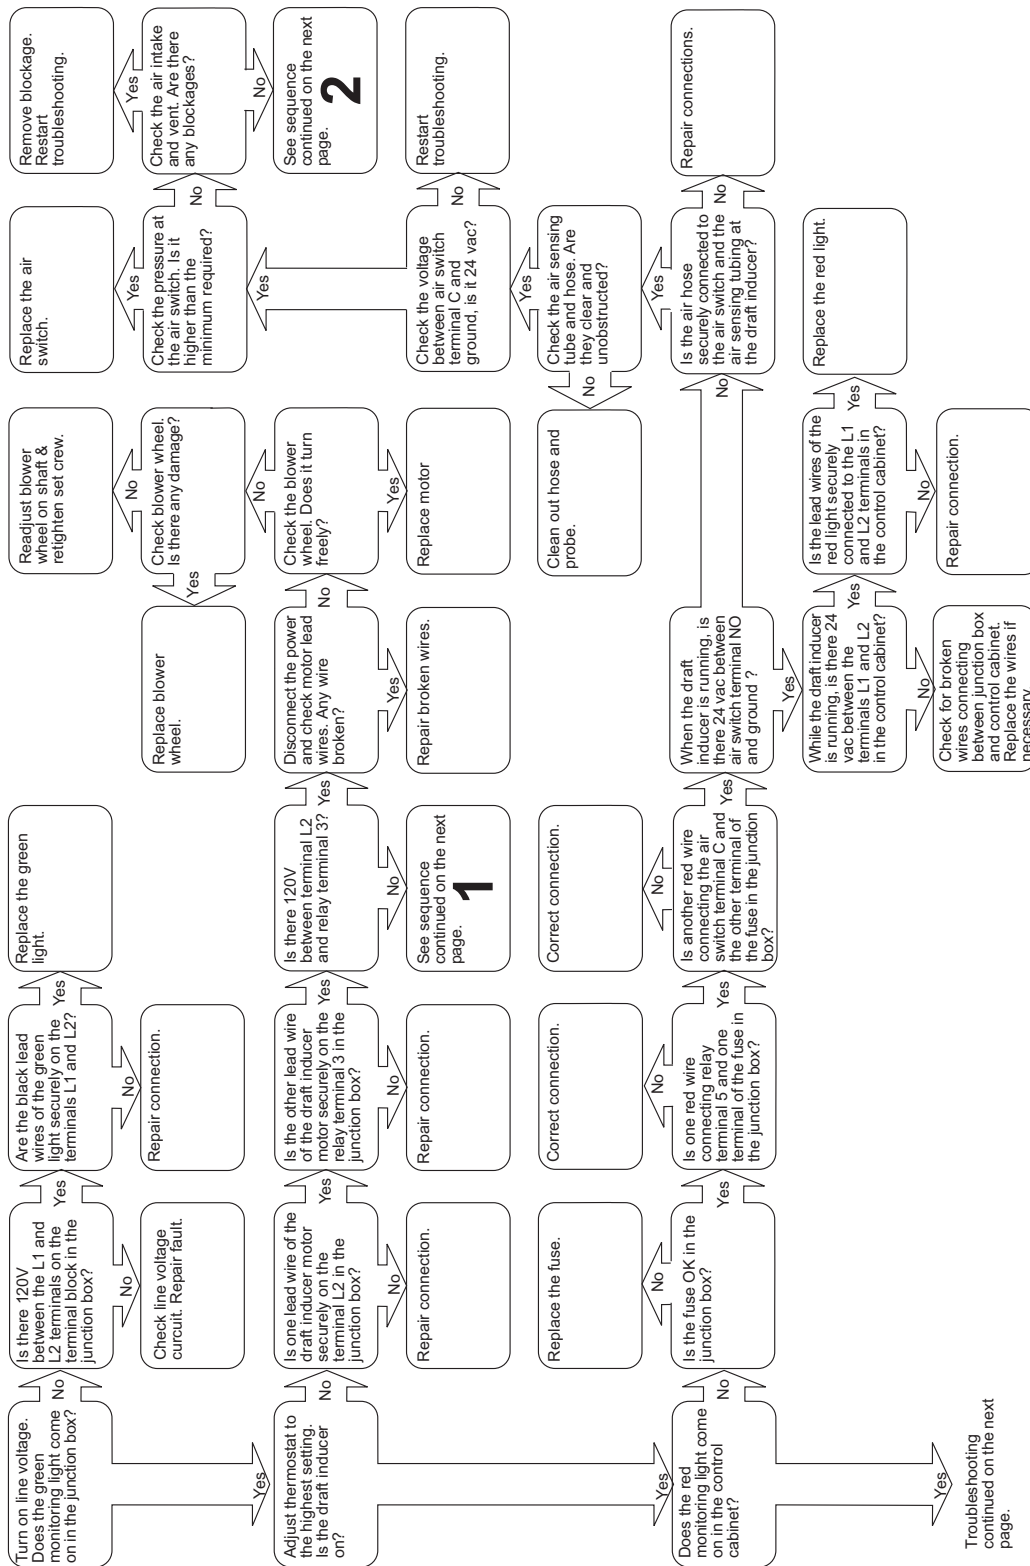 Turn on line voltage.
Does the green
monitoring light come
on in the junction box?
No
Is there 120V
between the L1 and
L2 terminals on the
terminal block in the
junction box?
Yes
Are the black lead
wires of the green
light securely on the
terminals L1 and L2?
Yes
Replace the green
light.
No
Check line voltage
curcuit. Repair fault.
No
Repair connection.
Yes
Adjust thermostat to
the highest setting.
Is the draft inducer
on?
No
Is one lead wire of the
draft inducer motor
securely on the
terminal L2 in the
junction box?
Yes
Is the other lead wire
of the draft inducer
motor securely on the
relay terminal 3 in the
junction box?
Yes
Is there 120V
between terminal L2
and relay terminal 3?
Yes
Disconnect the power
and check motor lead
wires. Any wire
broken?
No
Check the blower
wheel. Does it turn
freely?
No
Check blower wheel.
Is there any damage?
No
Readjust blower
wheel on shaft &
retighten set crew.
Yes
Replace blower
wheel.
No
Repair connection.
No
Repair connection.
No
See sequence
continued on the next
page.
1
Yes
Repair broken wires.
Yes
Replace motor
Yes
Does the red
monitoring light come
on in the control
cabinet?
No
Is the fuse OK in the
junction box?
No
Replace the fuse.
Yes
Is one red wire
connecting relay
terminal 5 and one
terminal of the fuse in
the junction box?
No
Correct connection.
Yes
Is another red wire
connecting the air
switch terminal C and
the other terminal of
the fuse in the junction
box?
No
Correct connection.
Yes
When the draft
inducer is running, is
there 24 vac between
air switch terminal NO
and ground ?
No
Is the air hose
securely connected to
the air switch and the
air sensing tubing at
the draft inducer?
No
Repair connections.
Yes
Check the air sensing
tube and hose. Are
they clear and
unobstructed?
No
Clean out hose and
probe.
Yes
Check the voltage
between air switch
terminal C and
ground, is it 24 vac?
No
Restart
troubleshooting.
Yes
Check the pressure at
the air switch. Is it
higher than the
minimum required?
Yes
Replace the air
switch.
No
Check the air intake
and vent. Are there
any blockages?
Yes
Remove blockage.
Restart
troubleshooting.
No
See sequence
continued on the next
page.
2
Yes
While the draft inducer
is running, is there 24
vac between the
terminals L1 and L2
in the control cabinet?
Yes
Is the lead wires of the
red light securely
connected to the L1
and L2 terminals in
the control cabinet?
Yes
Replace the red light.
No
Check for broken
wires connecting
between junction box
and control cabinet.
Replace the wires if
necessary
No
Repair connection.
Yes
Troubleshooting
continued on the next
page.